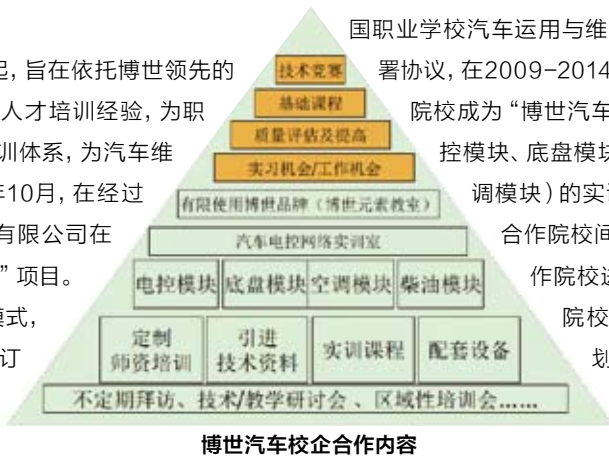 国职业学校汽车运用与维
起,旨在依托博世领先的
署协议,在2009-2014
人才培训经验,为职
院校成为“博世汽车
训体系,为汽车维
控模块、底盘模块
年10月,在经过
调模块)的实训
有限公司在
合作院校间
”项目。
作院校进
模式,
院校
订
划
技术竞赛
基础课程
质量评估及提高
实习机会/工作机会
有限使用博世品牌(博世元素教室)
汽车电控网络实训室
电控模块 底盘模块 空调模块 柴油模块
定制
师资培训
引进
技术资料
实训课程
配套设备
不定期拜访、技术/教学研讨会、区域性培训会……
博世汽车校企合作内容